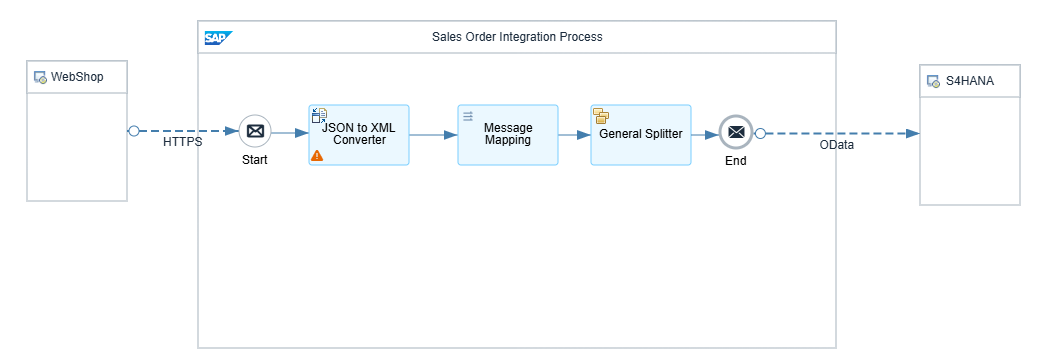 SAP
Sales Order Integration Process
WebShop
S4HANA
HTTPS
Start
JSON to XML
Converter
Message
Mapping
General Splitter
End
OData